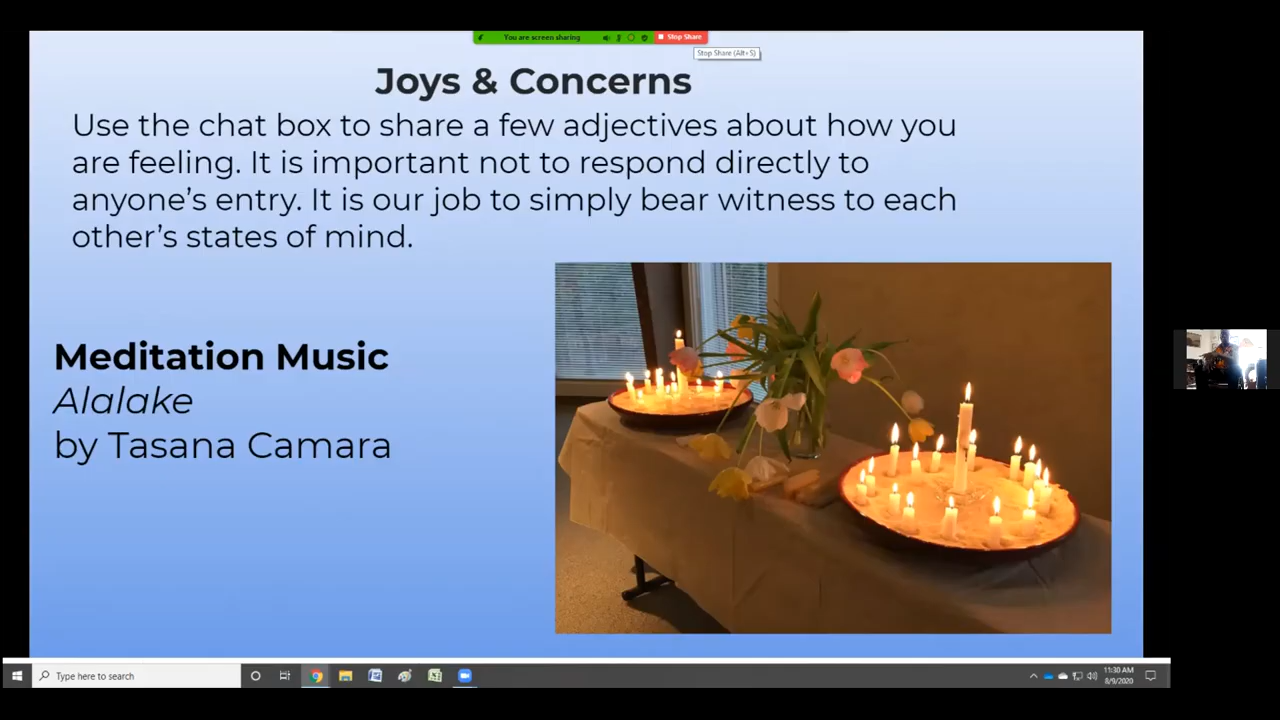 You are screen sharing
Stop Share
Stop Share (Alt+S)
Joys & Concerns
Use the chat box to share a few adjectives about how you
are feeling. It is important not to respond directly to
anyone’s entry. It is our job to simply bear witness to each
other’s states of mind.
Meditation Music
Alalake
by Tasana Camara
Type here to search
11:30 AM
8/9/2020